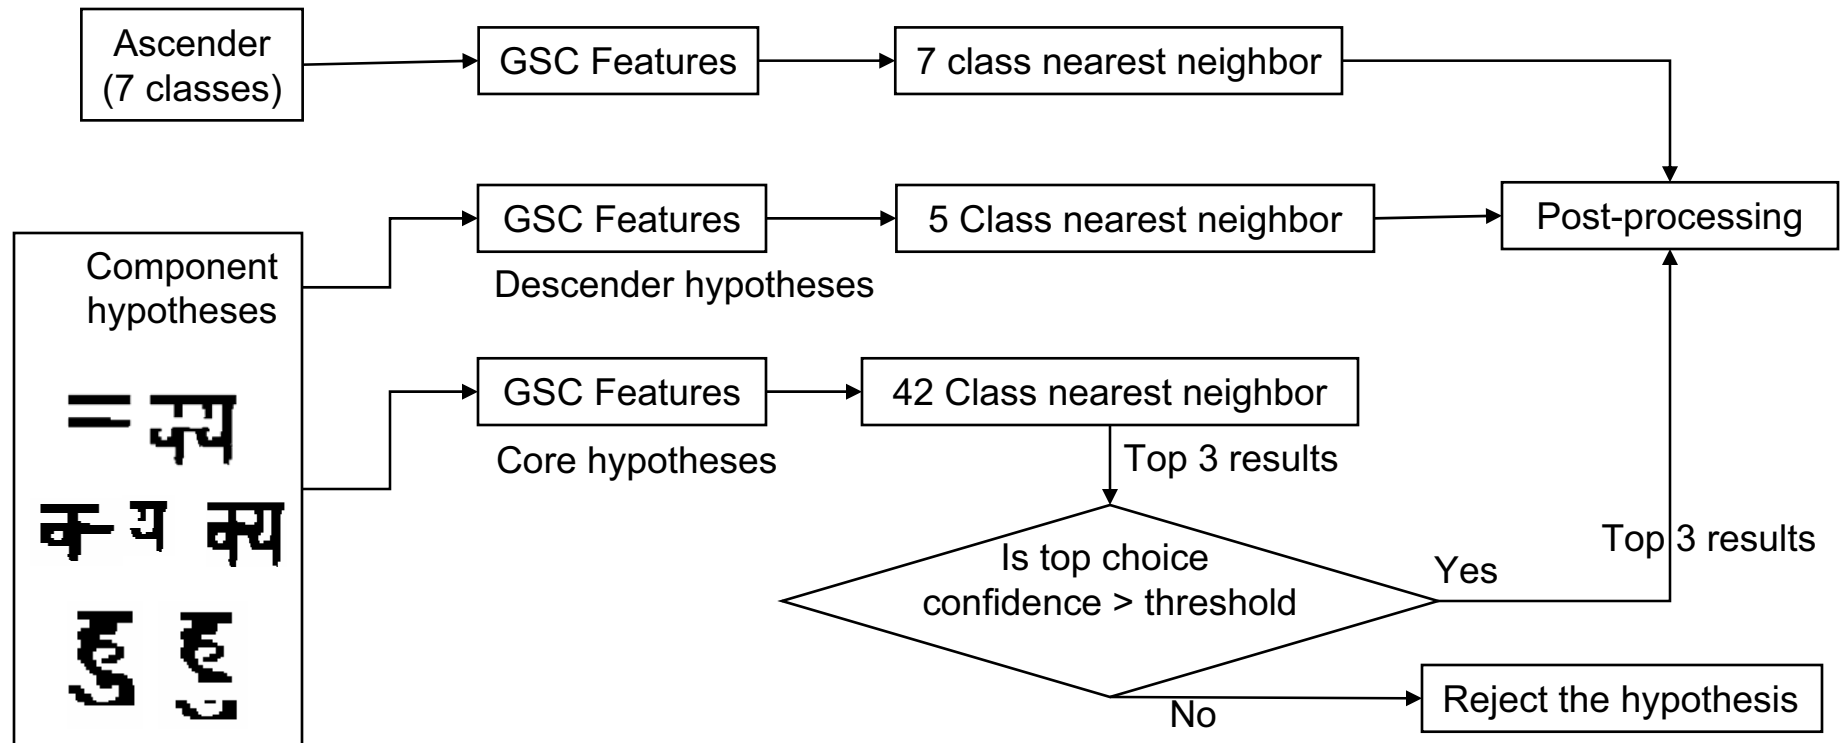 Ascender
(7 classes)
GSC Features
7 class nearest neighbor
GSC Features
5 Class nearest neighbor
Post-processing
Component
hypotheses
Descender hypotheses
GSC Features
42 Class nearest neighbor
Core hypotheses
Top 3 results
क य क्य
हु
Is top choice
confidence > threshold
Yes
Top 3 results
No
Reject the hypothesis